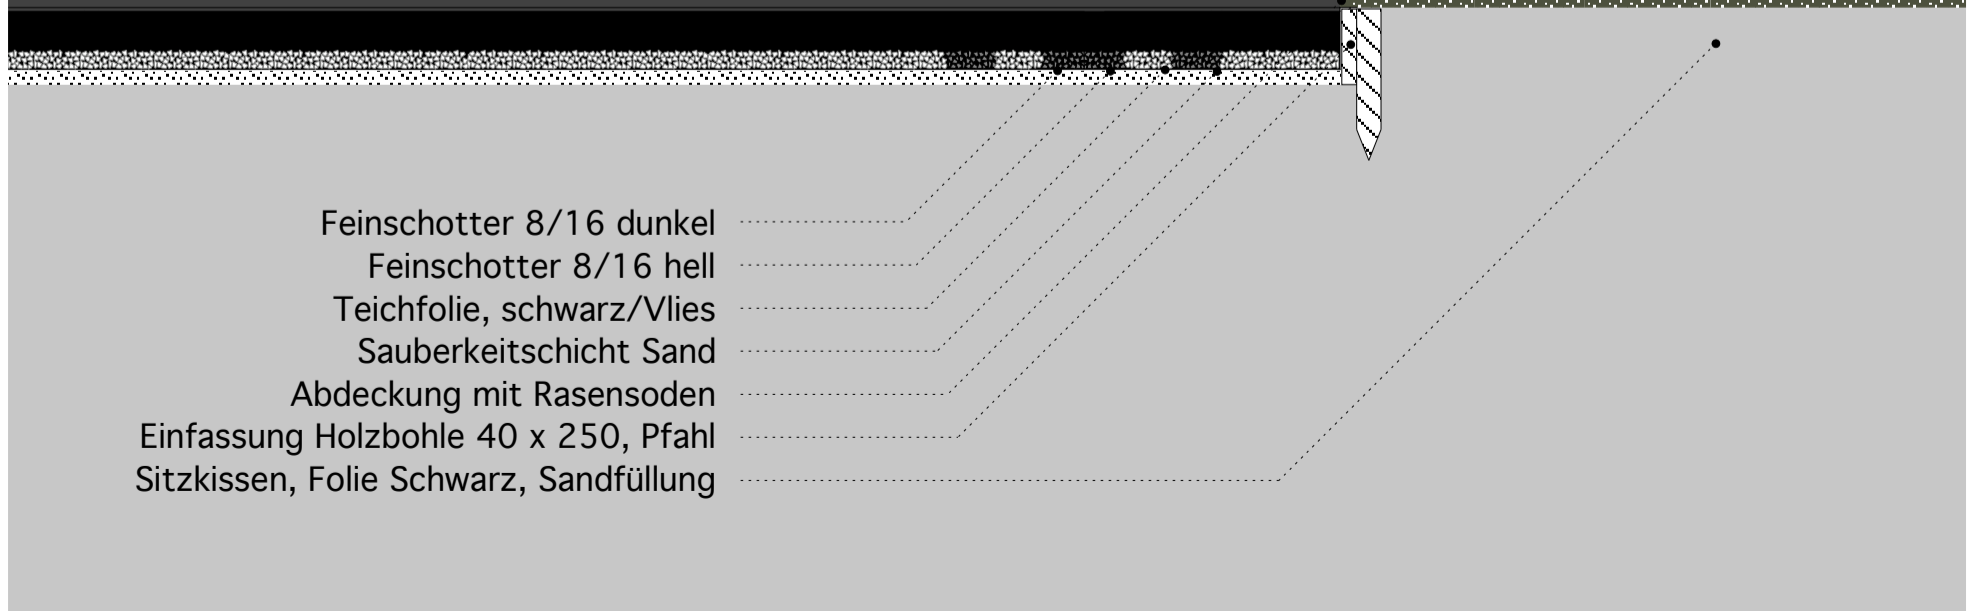 Feinschotter 8/16 dunkel
Feinschotter 8/16 hell
Teichfolie, schwarz/Vlies
Sauberkeitschicht Sand
Abdeckung mit Rasensoden
Einfassung Holzbohle 40 x 250, Pfahl
Sitzkissen, Folie Schwarz, Sandfüllung